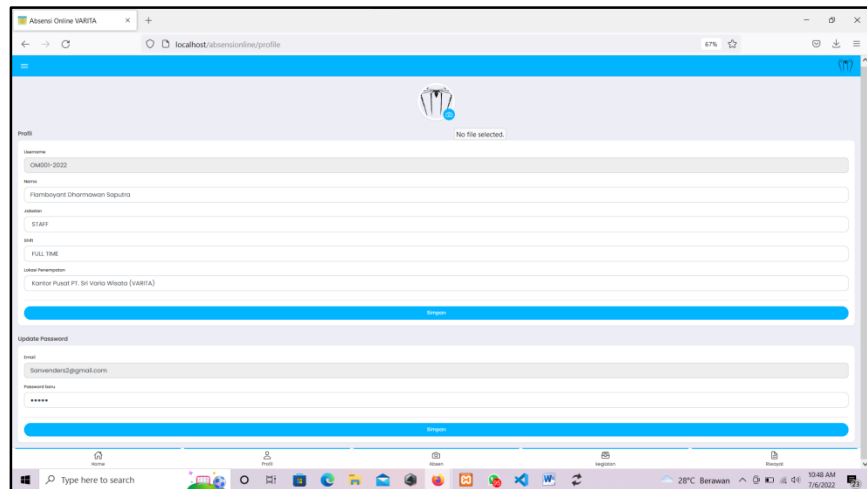 Absensi Online VARITA
localhost/absensionline/profile
67%
No file selected.
Profil
Username
OM001-2022
Nama
Flamboyant Dharmawan Saputra
Jabatan
STAFF
Shift
FULL TIME
Lokasi Penempatan
Kantor Pusat PT. Sri Varia Wisata (VARITA)
Simpan
Update Password
Email
Sanvenders2@gmail.com
Password baru
Simpan
Home Profil Absen Kegiatan Riwayat
Type here to search
28°C Berawan
10:48 AM
7/6/2022